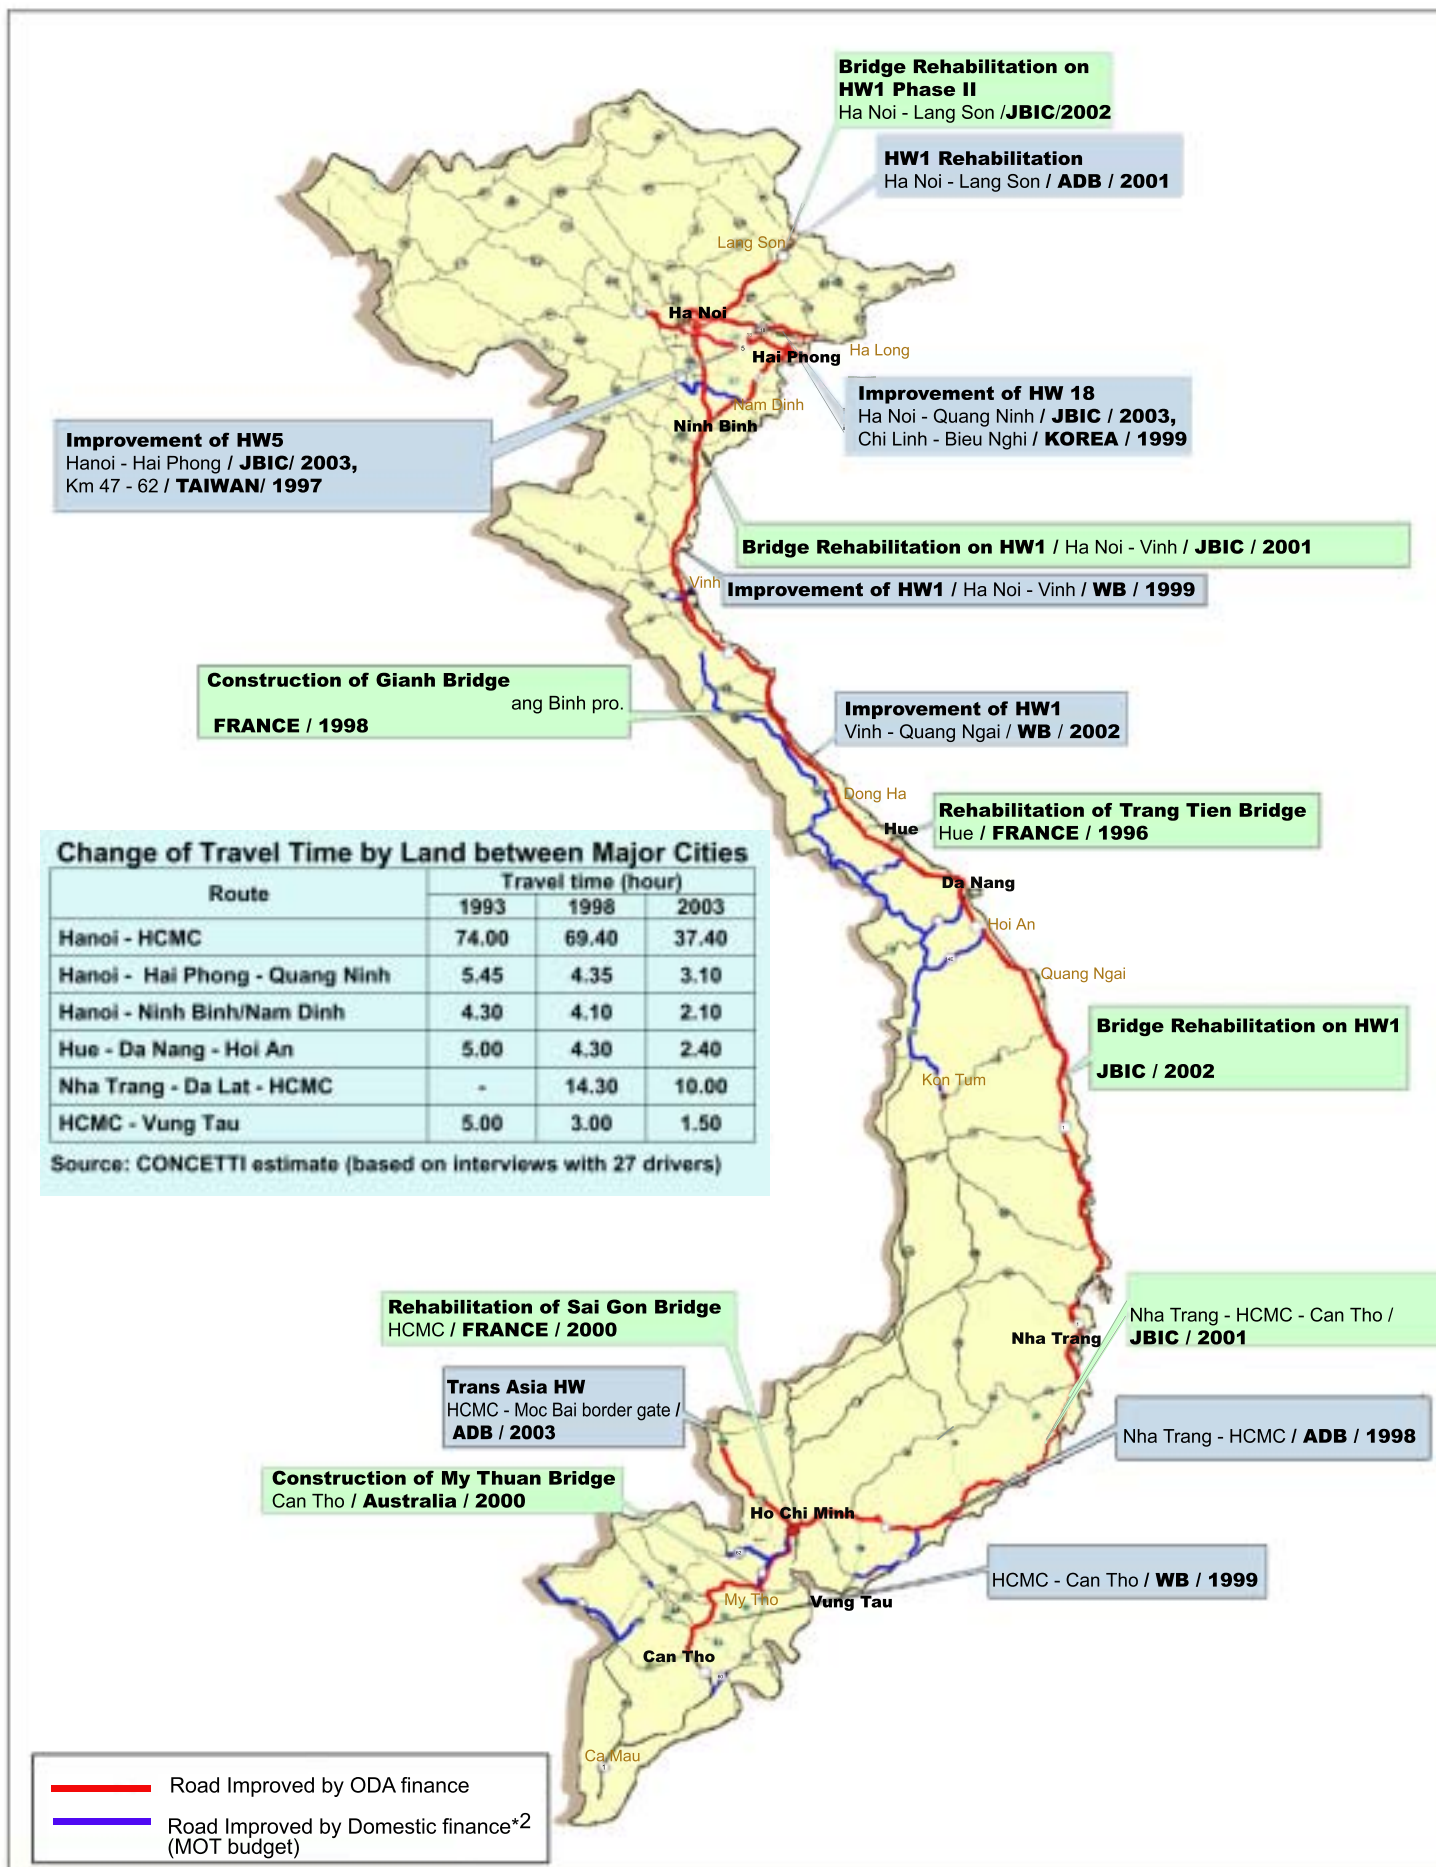 Bridge Rehabilitation on
HW1 Phase II
Ha Noi - Lang Son /JBIC/2002
HW1 Rehabilitation
Ha Noi - Lang Son / ADB / 2001
Lang Son
Ha Noi
Hai Phong
Ha Long
Nam Dinh
Ninh Binh
Improvement of HW 18
Ha Noi - Quang Ninh / JBIC / 2003,
Chi Linh - Bieu Nghi / KOREA / 1999
Improvement of HW5
Hanoi - Hai Phong / JBIC/ 2003,
Km 47 - 62 / TAIWAN/ 1997
Bridge Rehabilitation on HW1 / Ha Noi - Vinh / JBIC / 2001
Vinh
Improvement of HW1 / Ha Noi - Vinh / WB / 1999
Construction of Gianh Bridge
ang Binh pro.
FRANCE / 1998
Improvement of HW1
Vinh - Quang Ngai / WB / 2002
Dong Ha
Hue
Rehabilitation of Trang Tien Bridge
Hue / FRANCE / 1996
Da Nang
Hoi An
Quang Ngai
Change of Travel Time by Land between Major Cities
Route Travel time (hour)
1993 1998 2003
Hanoi - HCMC 74.00 69.40 37.40
Hanoi - Hai Phong - Quang Ninh 5.45 4.35 3.10
Hanoi - Ninh Binh/Nam Dinh 4.30 4.10 2.10
Hue - Da Nang - Hoi An 5.00 4.30 2.40
Nha Trang - Da Lat - HCMC - 14.30 10.00
HCMC - Vung Tau 5.00 3.00 1.50
Source: CONCETTI estimate (based on interviews with 27 drivers)
Bridge Rehabilitation on HW1
JBIC / 2002
Kon Tum
Rehabilitation of Sai Gon Bridge
HCMC / FRANCE / 2000
Nha Trang
Nha Trang - HCMC - Can Tho /
JBIC / 2001
Trans Asia HW
HCMC - Moc Bai border gate /
ADB / 2003
Nha Trang - HCMC / ADB / 1998
Construction of My Thuan Bridge
Can Tho / Australia / 2000
Ho Chi Minh
HCMC - Can Tho / WB / 1999
My Tho
Vung Tau
Can Tho
Ca Mau
Road Improved by ODA finance
Road Improved by Domestic finance*2
(MOT budget)